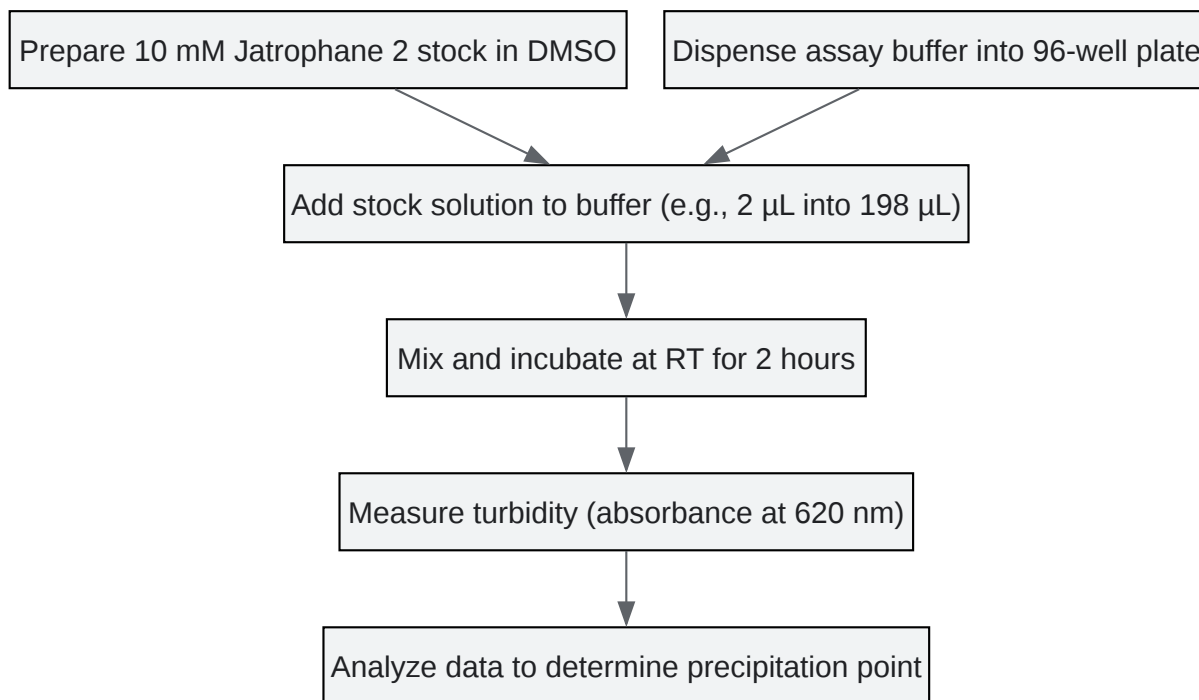 Prepare 10 mM Jatrophane 2 stock in DMSO
Dispense assay buffer into 96-well plate
Add stock solution to buffer (e.g., 2 µL into 198 µL)
Mix and incubate at RT for 2 hours
Measure turbidity (absorbance at 620 nm)
Analyze data to determine precipitation point